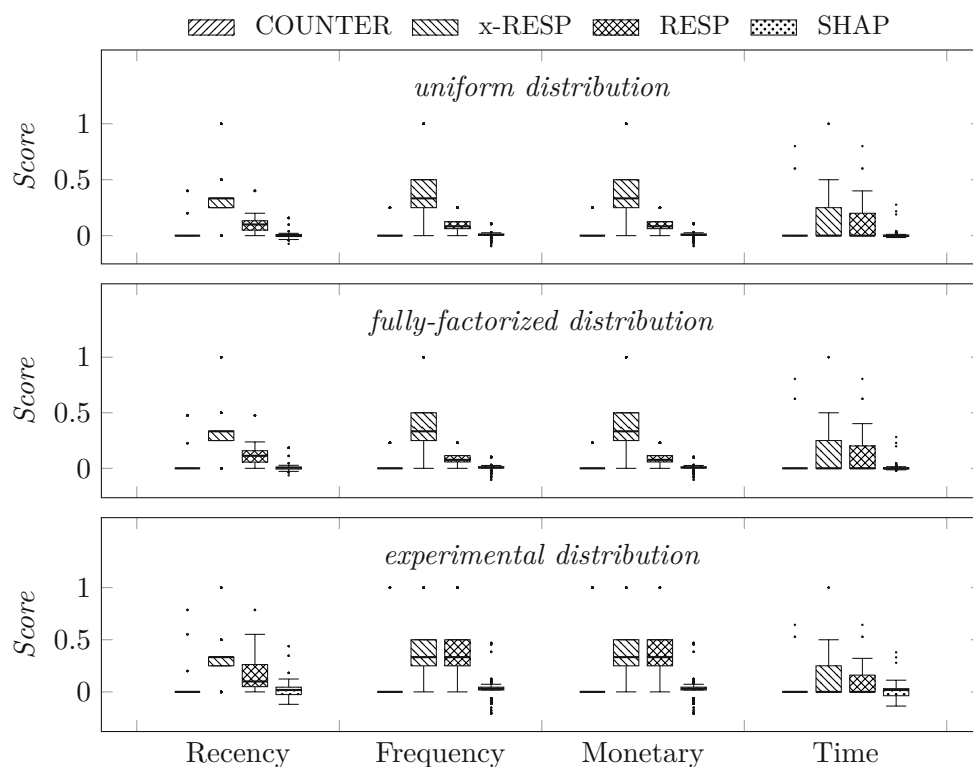 COUNTER x-RESP RESP SHAP
uniform distribution
Score
1
0.5
0
fully-factorized distribution
Score
1
0.5
0
experimental distribution
Score
1
0.5
0
Recency Frequency Monetary Time